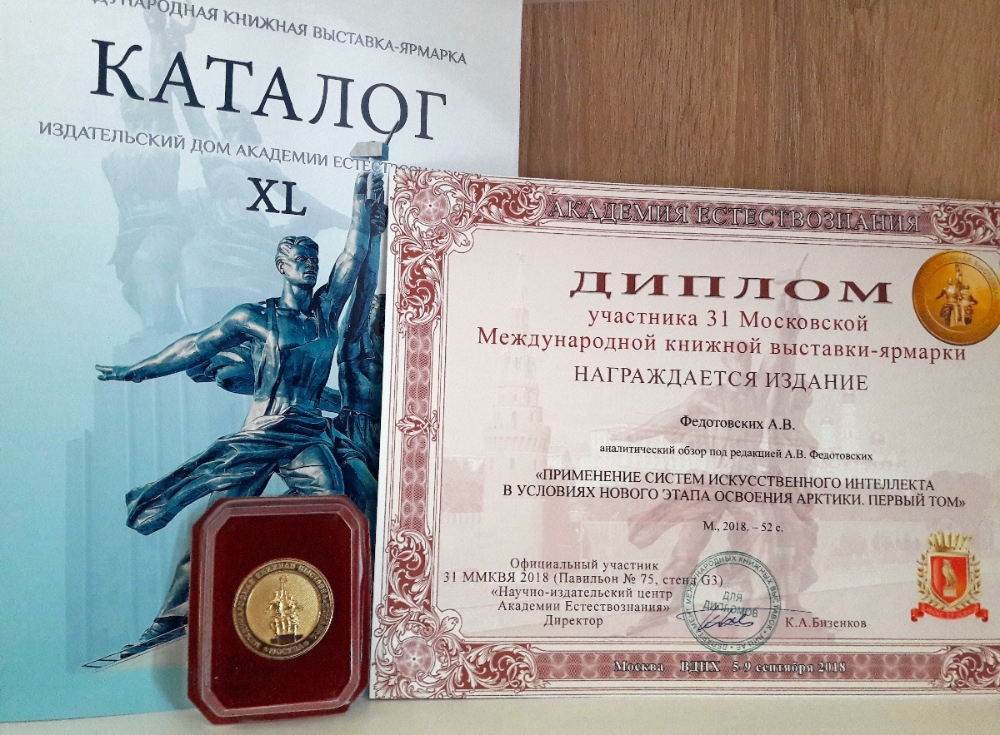 МЕЖДУНАРОДНАЯ КНИЖНАЯ ВЫСТАВКА-ЯРМАРКА
КАТАЛОГ
ИЗДАТЕЛЬСКИЙ ДОМ АКАДЕМИИ
XL
АКАДЕМИЯ ЕСТЕСТВОЗНАНИЯ
ДИПЛОМ
участника 31 Московской
Международной книжной выставки-ярмарки
НАГРАЖДАЕТСЯ ИЗДАНИЕ
Федотовских А.В.
аналитический обзор под редакцией А.В. Федотовских
«ПРИМЕНЕНИЕ СИСТЕМ ИСКУССТВЕННОГО ИНТЕЛЛЕКТА
В УСЛОВИЯХ НОВОГО ЭТАПА ОСВОЕНИЯ АРКТИКИ. ПЕРВЫЙ ТОМ»
М., 2018. – 52 с.
Официальный участник
31 ММКВЯ 2018 (Павильон № 75, стенд G3)
«Научно-издательский центр
Академии Естествознания»
Директор
ДЛЯ
ДИПЛОМОВ
К.А.Бизенков
Москва ВДНХ 5-9 сентября 2018